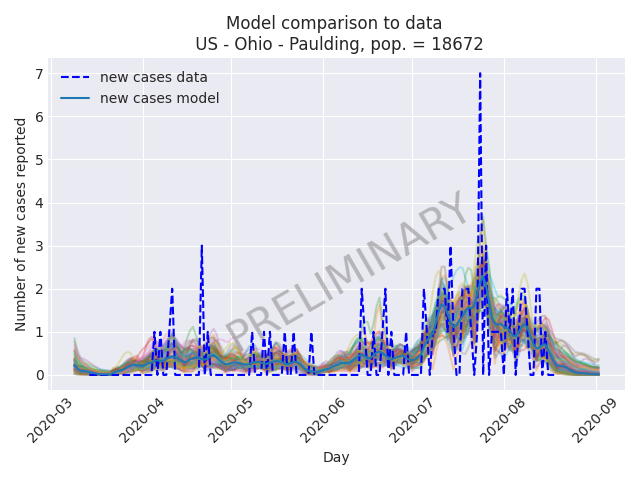 Model comparison to data
US - Ohio - Paulding, pop. = 18672
Number of new cases reported
7
6
5
4
3
2
1
0
new cases data
new cases model
PRELIMINARY
2020-03
2020-04
2020-05
2020-06
2020-07
2020-08
2020-09
Day